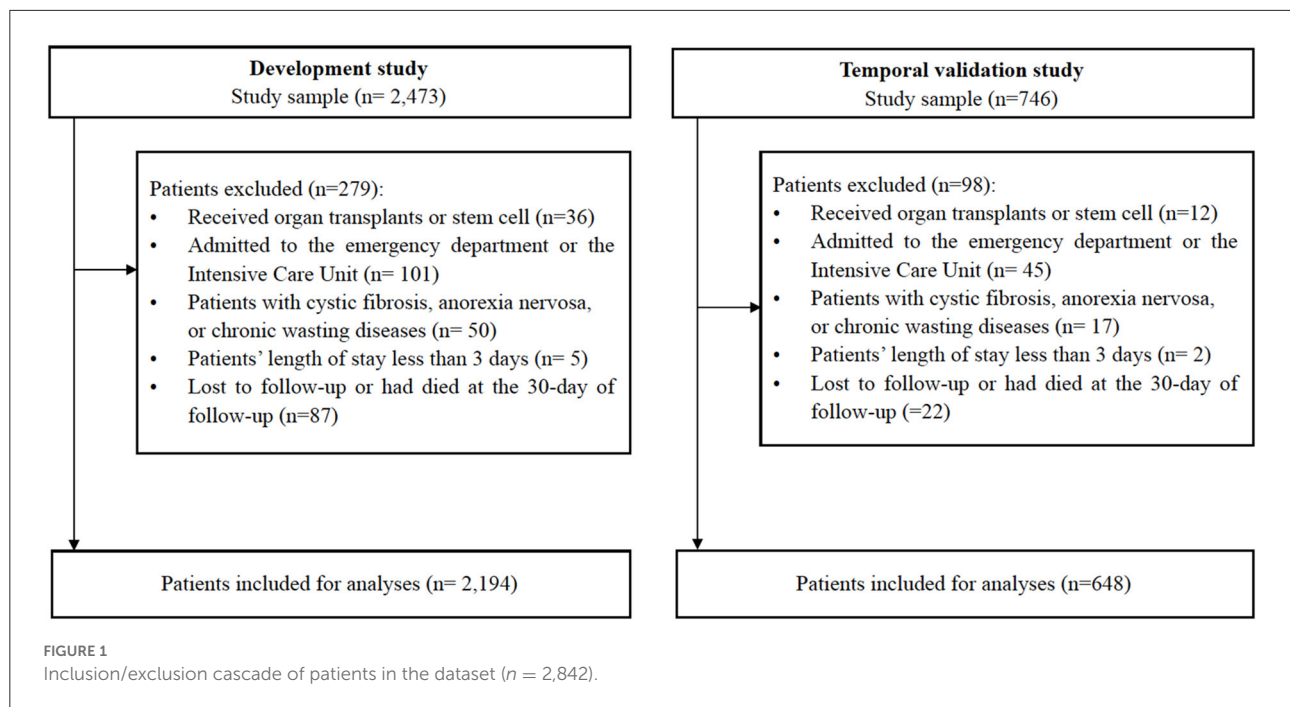 Development study
Study sample (n= 2,473)
Patients excluded (n=279):
• Received organ transplants or stem cell (n=36)
• Admitted to the emergency department or the
Intensive Care Unit (n= 101)
• Patients with cystic fibrosis, anorexia nervosa,
or chronic wasting diseases (n= 50)
• Patients' length of stay less than 3 days (n= 5)
• Lost to follow-up or had died at the 30-day of
follow-up (n=87)
Patients included for analyses (n= 2,194)
Temporal validation study
Study sample (n=746)
Patients excluded (n=98):
• Received organ transplants or stem cell (n=12)
• Admitted to the emergency department or the
Intensive Care Unit (n= 45)
• Patients with cystic fibrosis, anorexia nervosa,
or chronic wasting diseases (n= 17)
• Patients' length of stay less than 3 days (n= 2)
• Lost to follow-up or had died at the 30-day of
follow-up (=22)
Patients included for analyses (n=648)
FIGURE 1
Inclusion/exclusion cascade of patients in the dataset (n = 2,842).